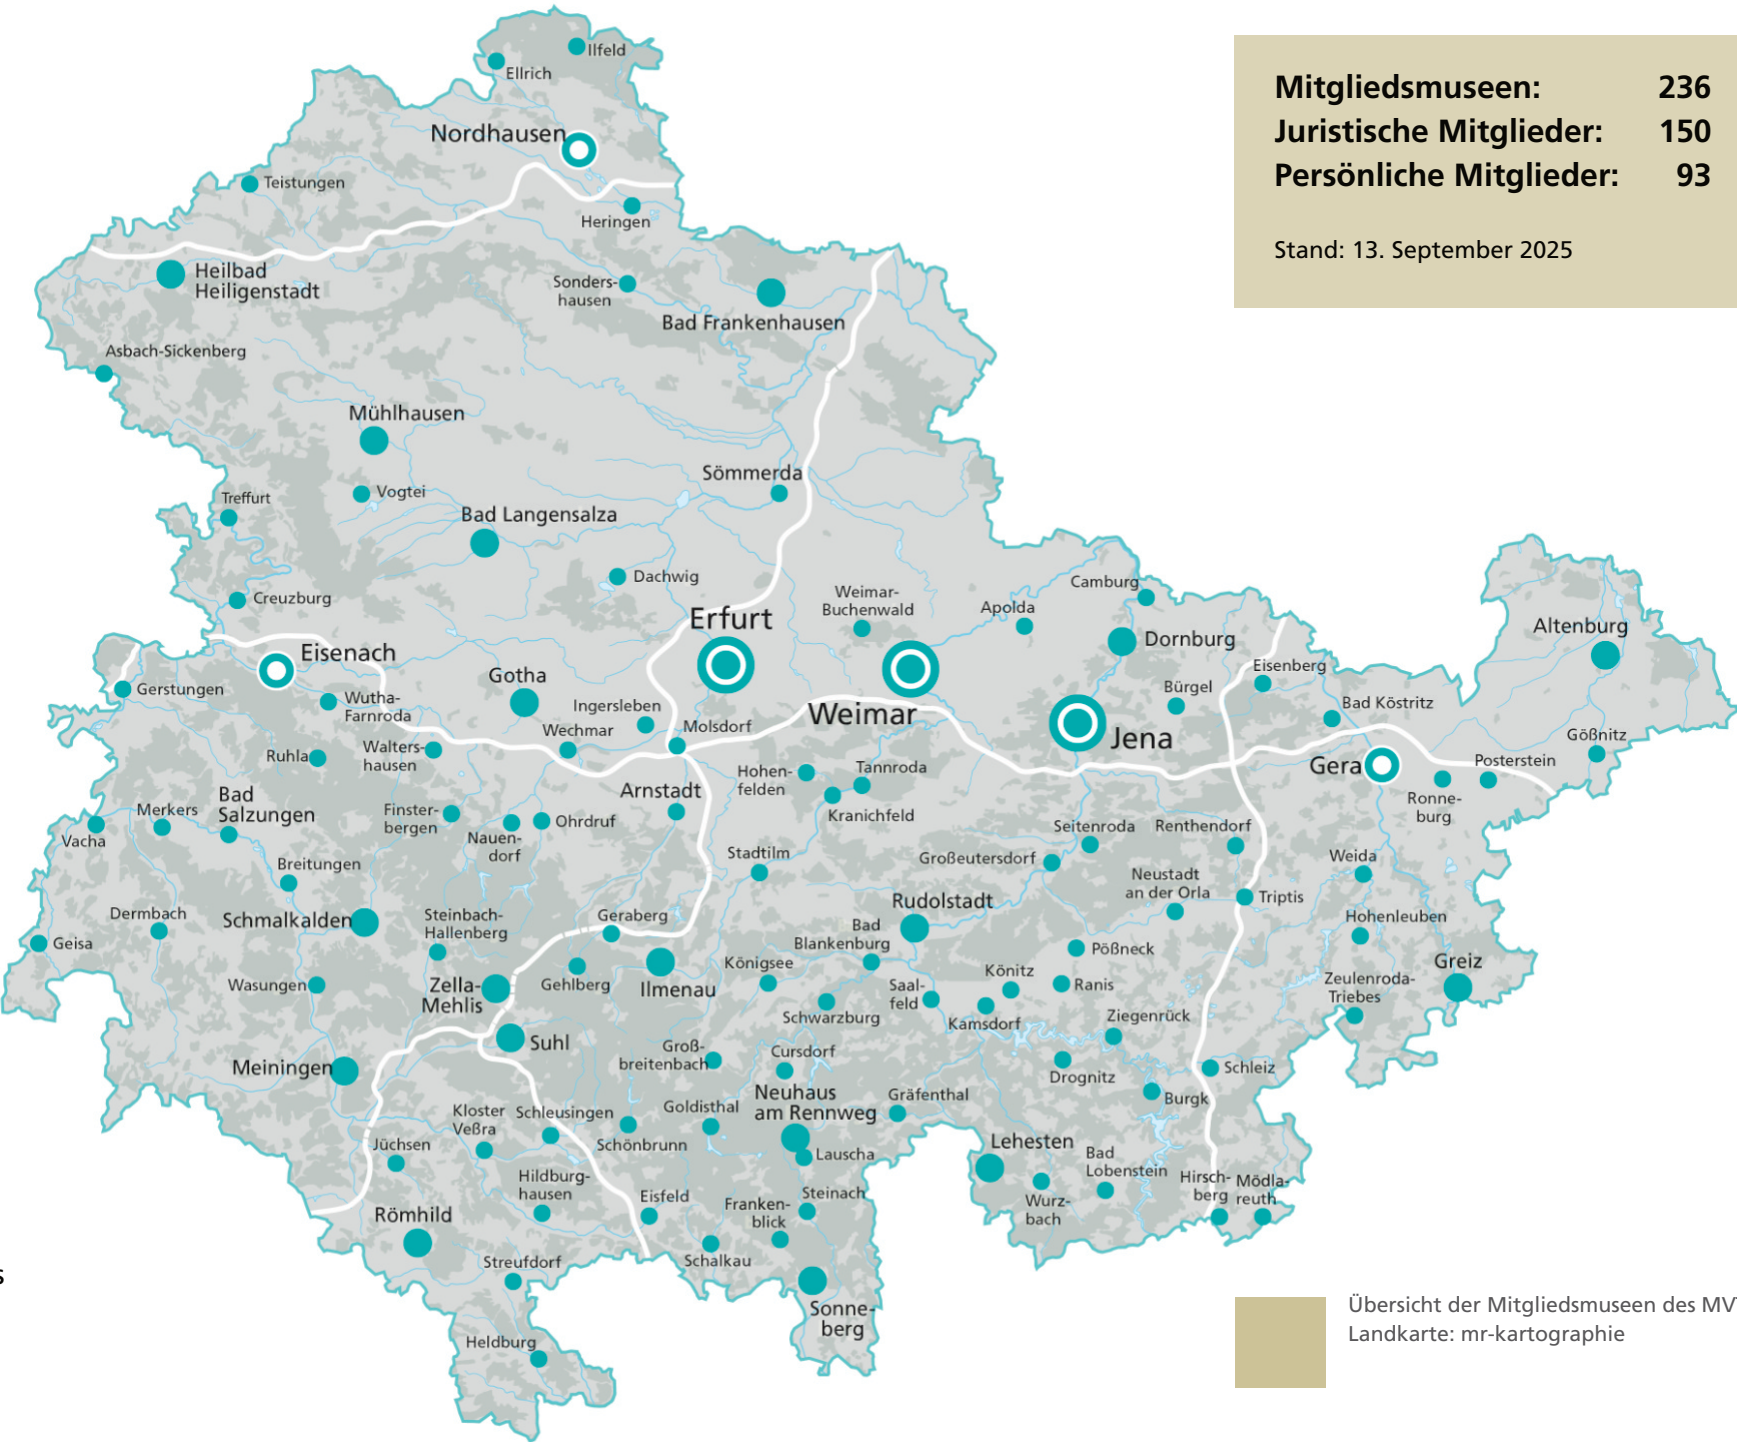 Mitgliedsmuseen: 236
Juristische Mitglieder: 150
Persönliche Mitglieder: 93
Stand: 13. September 2025
Ilfeld
Ellrich
Nordhausen
Teistungen
Heringen
Heilbad
Heiligenstadt
Sonders-
hausen
Bad Frankenhausen
Asbach-Sickenberg
Mühlhausen
Sömmerda
Vogtei
Treffurt
Bad Langensalza
Dachwig
Creuzburg
Weimar-
Buchenwald
Apolda
Camburg
Erfurt
Dornburg
Altenburg
Eisenach
Eisenberg
Gotha
Gerstungen
Wutha-
Farnroda
Bürgel
Bad Köstritz
Ingersleben
Weimar
Molsdorf
Wechmar
Jena
Gößnitz
Ruhla
Walters-
hausen
Gera
Posterstein
Hohen-
felden
Tannroda
Arnstadt
Ronne-
burg
Bad
Salzungen
Merkers
Finster-
bergen
Nauen-
dorf
Ohrdruf
Kranichfeld
Vacha
Seitenroda
Renthendorf
Stadtilm
Großeutersdorf
Weida
Breitungen
Neustadt
an der Orla
Triptis
Rudolstadt
Dermbach
Schmalkalden
Steinbach-
Hallenberg
Geraberg
Bad
Blankenburg
Hohenleuben
Geisa
Pößneck
Greiz
Königsee
Könitz
Wasungen
Zella-
Mehlis
Gehlberg
Ilmenau
Saal-
feld
Ranis
Zeulenroda-
Triebes
Schwarzburg
Kamsdorf
Ziegenrück
Suhl
Groß-
breitenbach
Cursdorf
Meiningen
Drognitz
Schleiz
Neuhaus
am Rennweg
Gräfenthal
Burgk
Kloster
Veßra
Schleusingen
Goldisthal
Schönbrunn
Jüchsen
Lehesten
Lauscha
Bad
Lobenstein
Hildburg-
hausen
Eisfeld
Steinach
Franken-
blick
Wurz-
bach
Hirsch-
berg
Mödla-
reuth
Römhild
Schalkau
Streufdorf
s
Sonne-
berg
Heldburg
Übersicht der Mitgliedsmuseen des MV
Landkarte: mr-kartographie